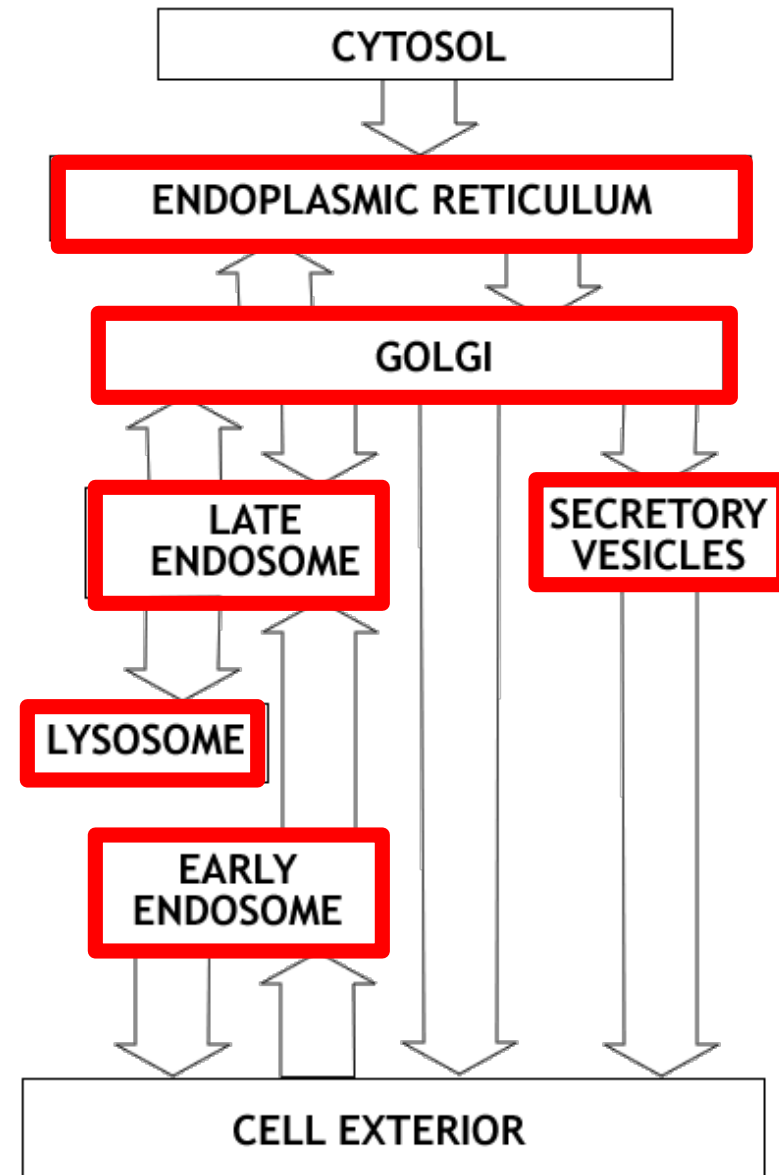 CYTOSOL
ENDOPLASMIC RETICULUM
GOLGI
LATE
ENDOSOME
SECRETORY
VESICLES
LYSOSOME
EARLY
ENDOSOME
CELL EXTERIOR